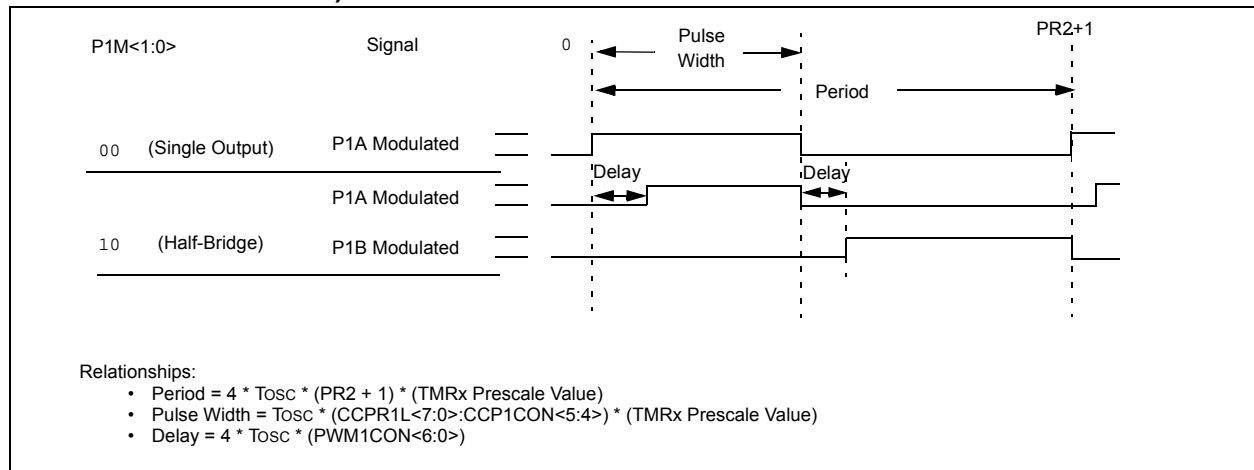 P1M<1:0> Signal 0 Pulse Width PR2+1
Period
00 (Single Output) P1A Modulated
Delay Delay
P1A Modulated
10 (Half-Bridge) P1B Modulated
Relationships:
• Period = 4 * TOSC * (PR2 + 1) * (TMRx Prescale Value)
• Pulse Width = TOSC * (CCPR1L<7:0>:CCP1CON<5:4>) * (TMRx Prescale Value)
• Delay = 4 * TOSC * (PWM1CON<6:0>)